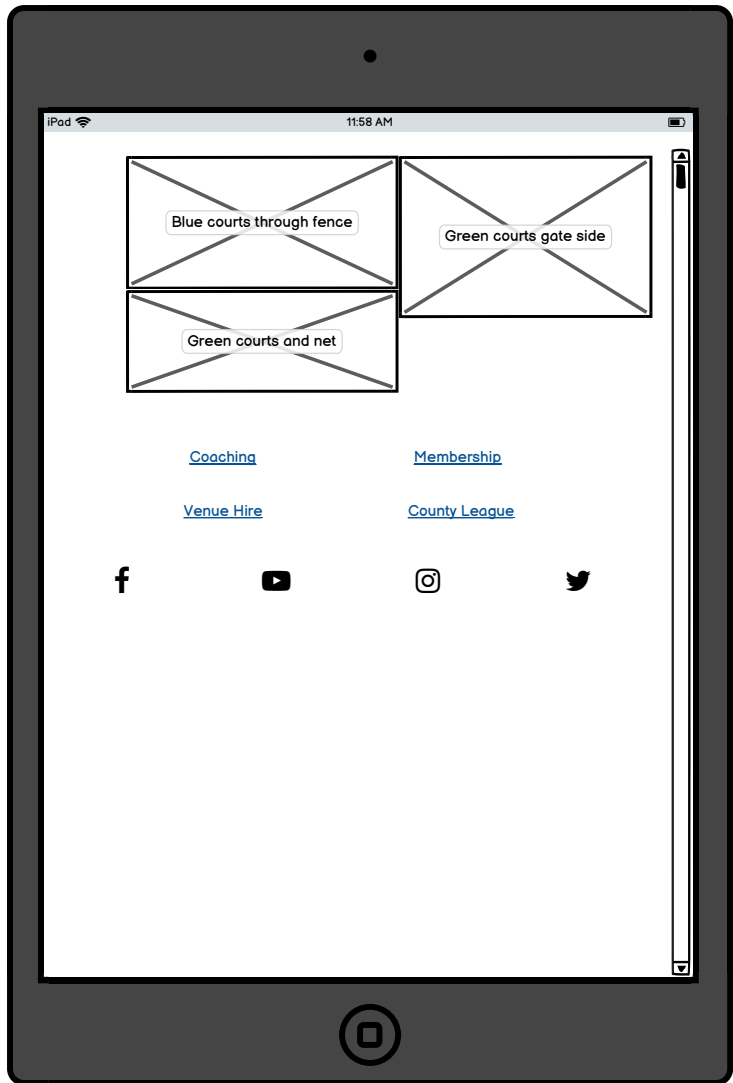 iPad
11:58 AM
Blue courts through fence
Green courts gate side
Green courts and net
Coaching
Membership
Venue Hire
County League